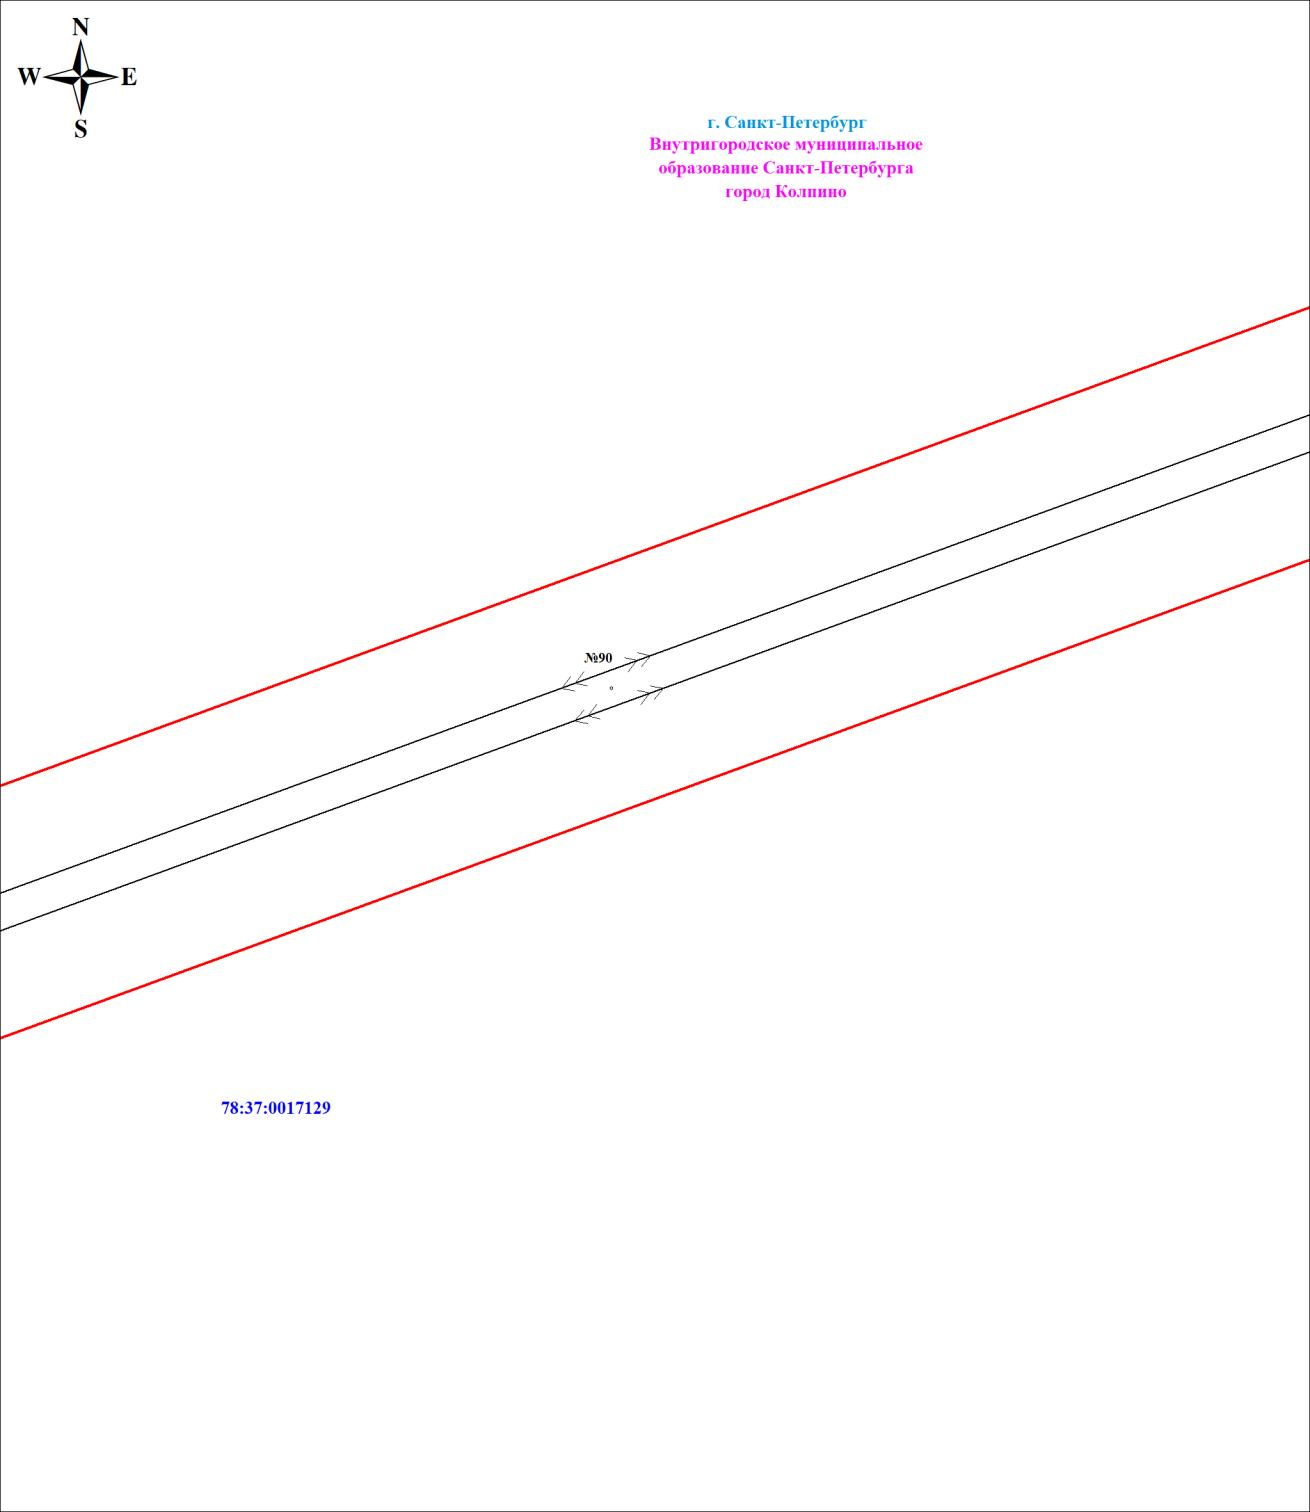 N
W E
S
г. Санкт-Петербург
Внутригородское муниципальное
образование Санкт-Петербурга
город Колпино
№90
78:37:0017129